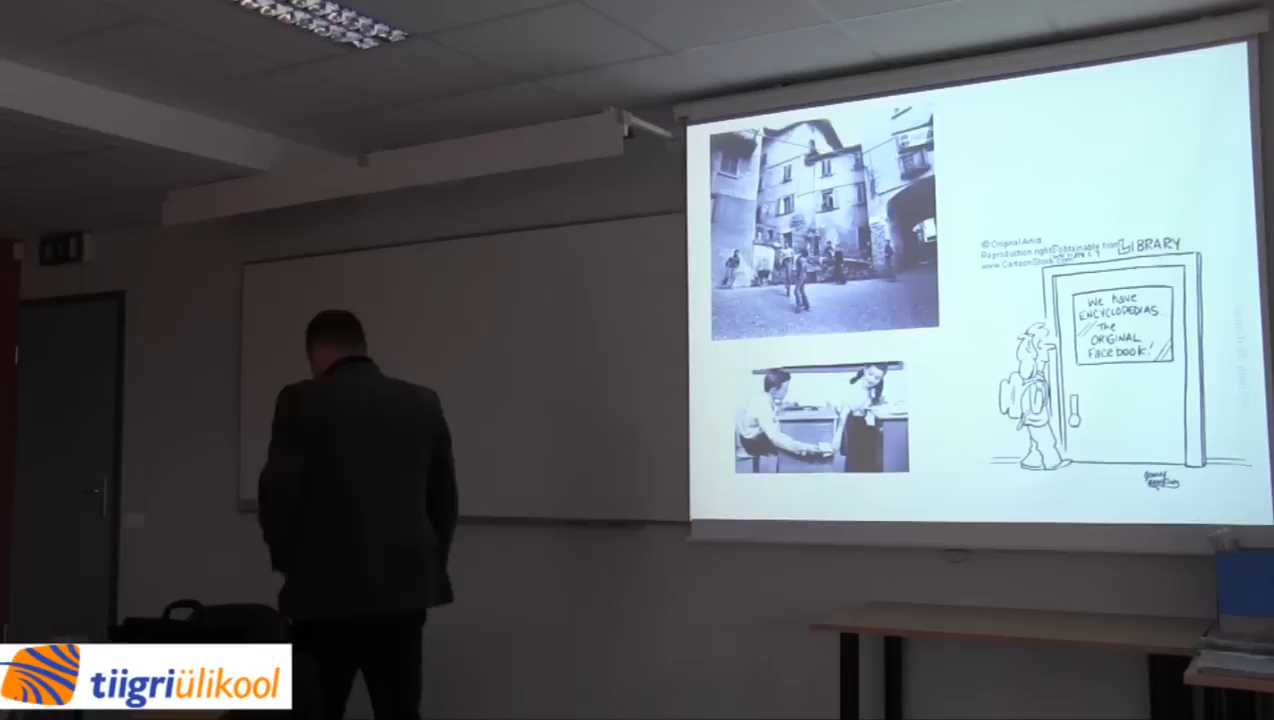 © Original Artist
Reproduction rights obtainable from
www.CartoonStock.com
LIBRARY
We have
ENCYCLOPEDIAS...
The
ORIGINAL
Facebook!
tiigriülikool